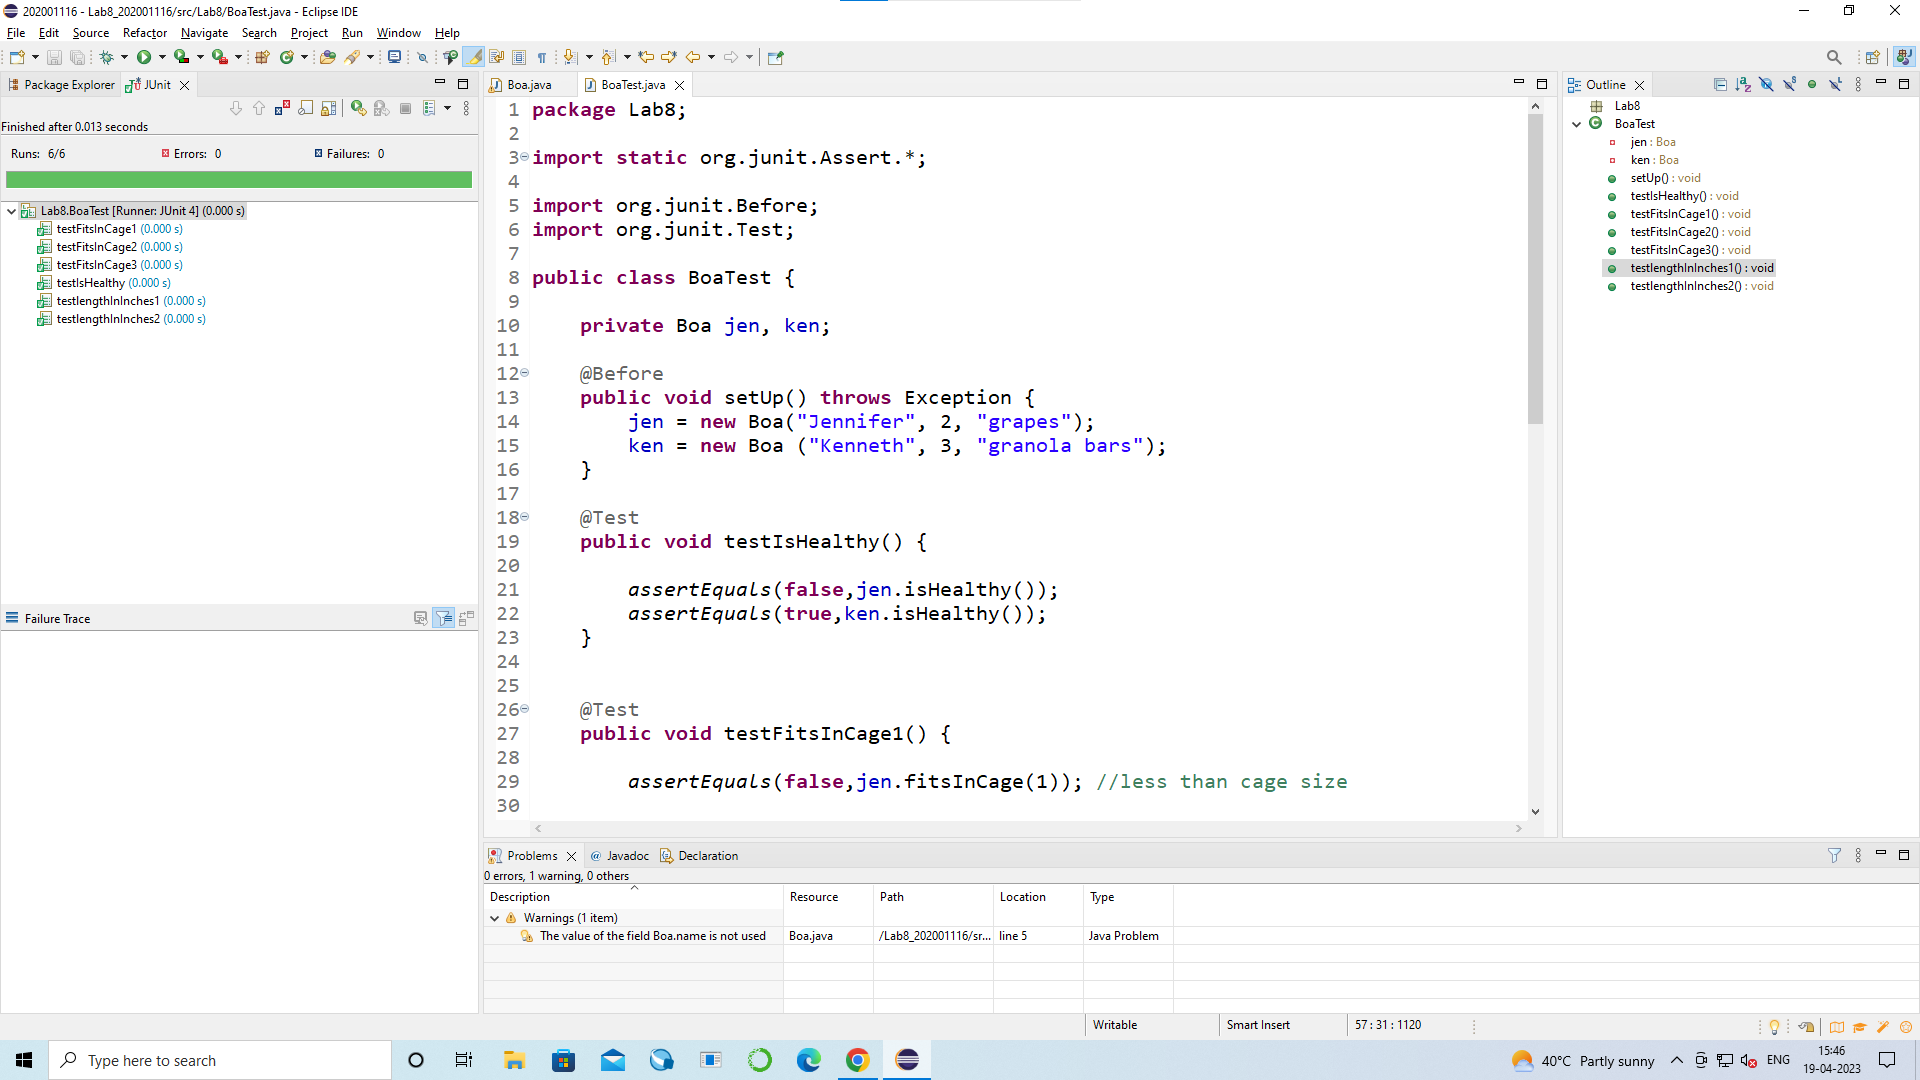 202001116 - Lab8_202001116/src/Lab8/BoaTest.java - Eclipse IDE
File Edit Source Refactor Navigate Search Project Run Window Help
Package Explorer JUnit
Finished after 0.013 seconds
Runs: 6/6 Errors: 0 Failures: 0
Lab8.BoaTest [Runner: JUnit 4] (0.000 s)
testFitsInCage1 (0.000 s)
testFitsInCage2 (0.000 s)
testFitsInCage3 (0.000 s)
testIsHealthy (0.000 s)
testlengthInInches1 (0.000 s)
testlengthInInches2 (0.000 s)
Failure Trace
Boa.java BoaTest.java
1 package Lab8;
2
3 import static org.junit.Assert.*;
4
5 import org.junit.Before;
6 import org.junit.Test;
7
8 public class BoaTest {
9
10 private Boa jen, ken;
11
12 @Before
13 public void setUp() throws Exception {
14 jen = new Boa("Jennifer", 2, "grapes");
15 ken = new Boa ("Kenneth", 3, "granola bars");
16 }
17
18 @Test
19 public void testIsHealthy() {
20
21 assertEquals(false,jen.isHealthy());
22 assertEquals(true,ken.isHealthy());
23 }
24
25
26 @Test
27 public void testFitsInCage1() {
28
29 assertEquals(false,jen.fitsInCage(1)); //less than cage size
30
Outline
Lab8
BoaTest
jen : Boa
ken : Boa
setUp() : void
testIsHealthy() : void
testFitsInCage1() : void
testFitsInCage2() : void
testFitsInCage3() : void
testlengthInInches1() : void
testlengthInInches2() : void
Problems Javadoc Declaration
0 errors, 1 warning, 0 others
Description Resource Path Location Type
Warnings (1 item)
The value of the field Boa.name is not used Boa.java /Lab8_202001116/sr... line 5 Java Problem
Writable Smart Insert 57 : 31 : 1120
Type here to search
40°C Partly sunny ENG 15:46
19-04-2023